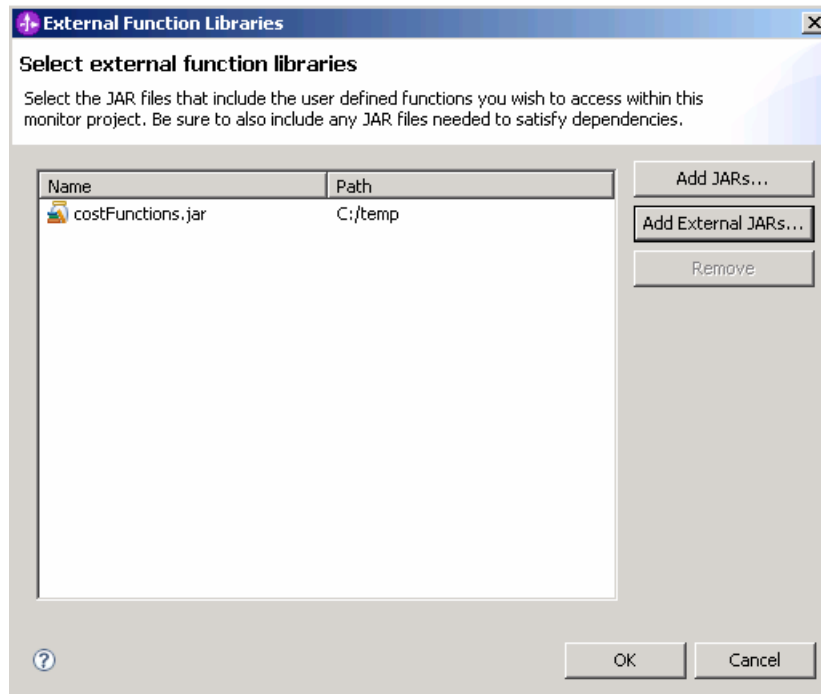 External Function Libraries
Select external function libraries
Select the JAR files that include the user defined functions you wish to access within this
monitor project. Be sure to also include any JAR files needed to satisfy dependencies.
Name Path
costFunctions.jar C:/temp
Add JARs...
Add External JARs...
Remove
OK Cancel